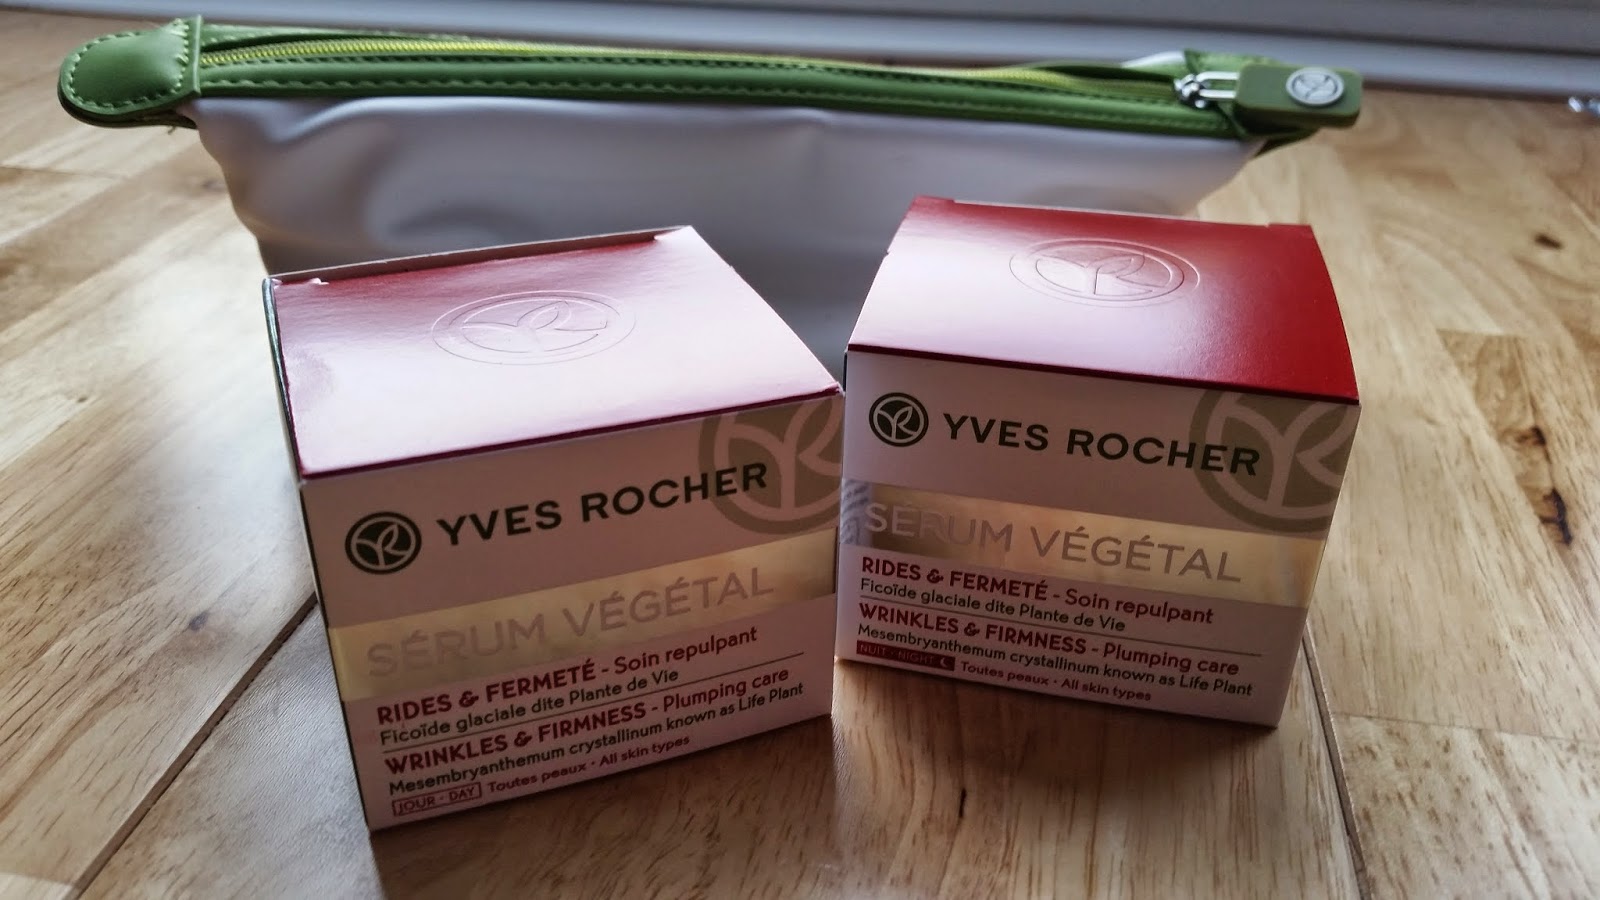 YVES ROCHER
SÉRUM VÉGÉTAL
RIDES & FERMETÉ - Soin repulpant
Ficoïde glaciale dite Plante de Vie
WRINKLES & FIRMNESS - Plumping care
Mesembryanthemum crystallinum known as Life Plant
JOUR · DAY Toutes peaux · All skin types
YVES ROCHER
SÉRUM VÉGÉTAL
RIDES & FERMETÉ - Soin repulpant
Ficoïde glaciale dite Plante de Vie
WRINKLES & FIRMNESS - Plumping care
Mesembryanthemum crystallinum known as Life Plant
NUIT · NIGHT Toutes peaux · All skin types